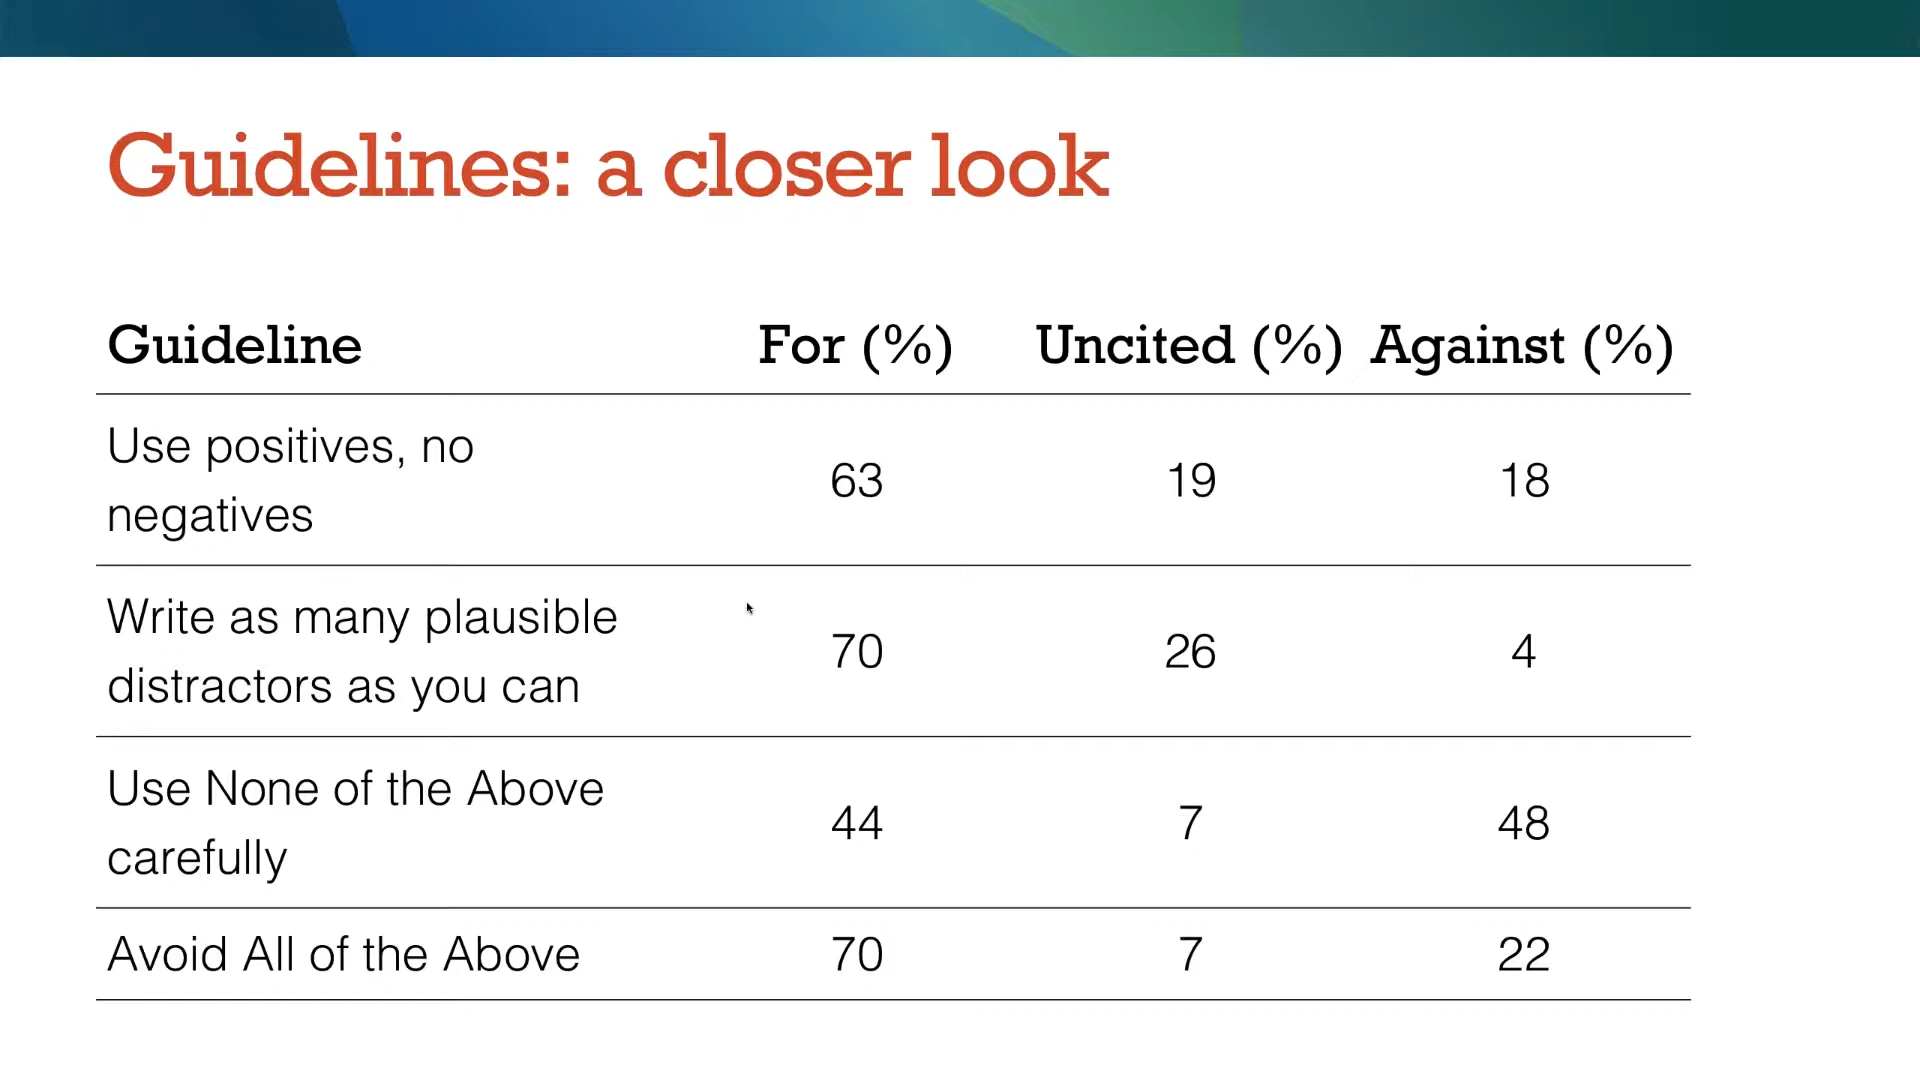 Guidelines: a closer look
Guideline For (%) Uncited (%) Against (%)
Use positives, no
negatives 63 19 18
Write as many plausible
distractors as you can 70 26 4
Use None of the Above
carefully 44 7 48
Avoid All of the Above 70 7 22